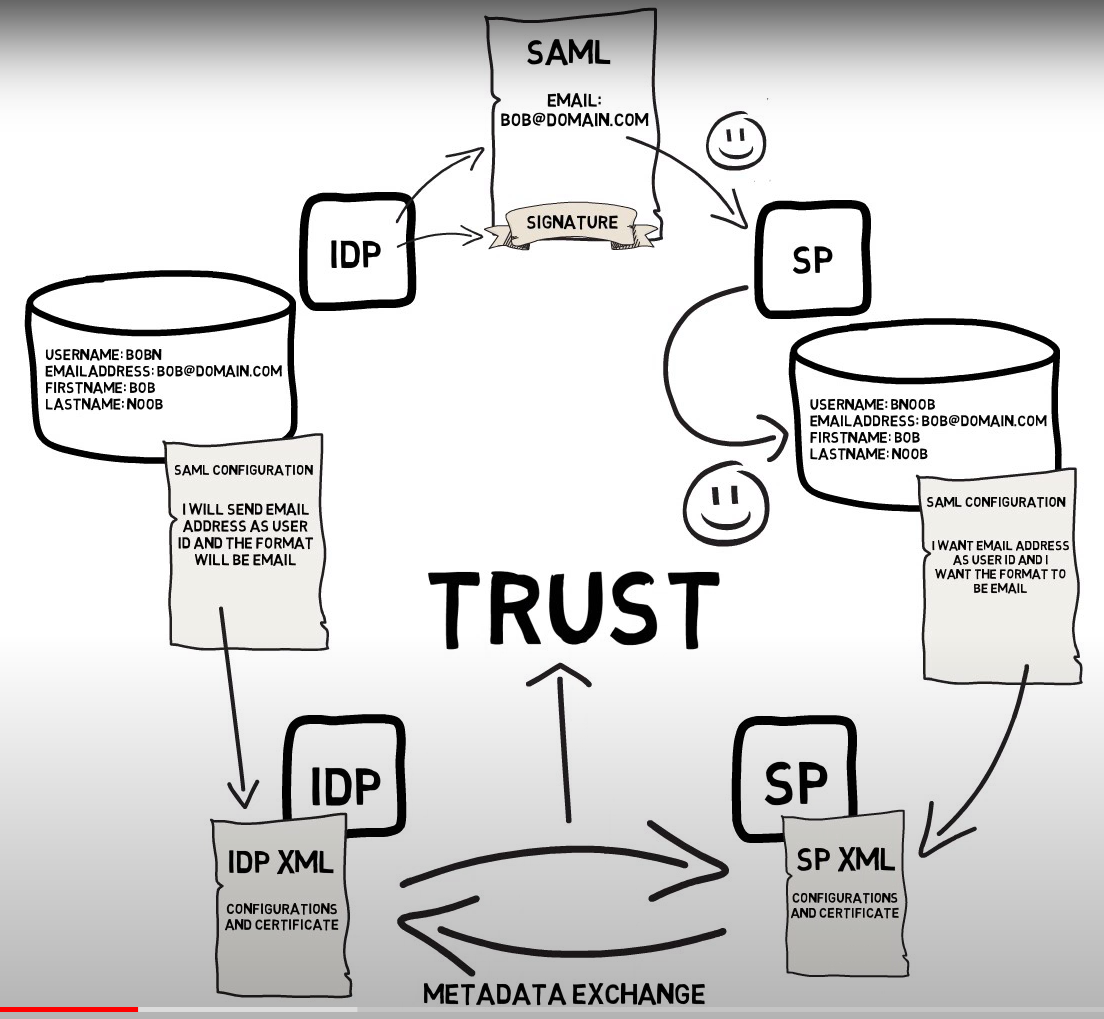 SAML
EMAIL:
BOB@DOMAIN.COM
SIGNATURE
IDP
SP
USERNAME: BOBN
EMAILADDRESS: BOB@DOMAIN.COM
FIRSTNAME: BOB
LASTNAME: NOOB
USERNAME: BNOOB
EMAILADDRESS: BOB@DOMAIN.COM
FIRSTNAME: BOB
LASTNAME: NOOB
SAML CONFIGURATION
I WILL SEND EMAIL
ADDRESS AS USER
ID AND THE FORMAT
WILL BE EMAIL
SAML CONFIGURATION
I WANT EMAIL ADDRESS
AS USER ID AND I
WANT THE FORMAT TO
BE EMAIL
TRUST
IDP
SP
IDP XML
CONFIGURATIONS
AND CERTIFICATE
SP XML
CONFIGURATIONS
AND CERTIFICATE
METADATA EXCHANGE